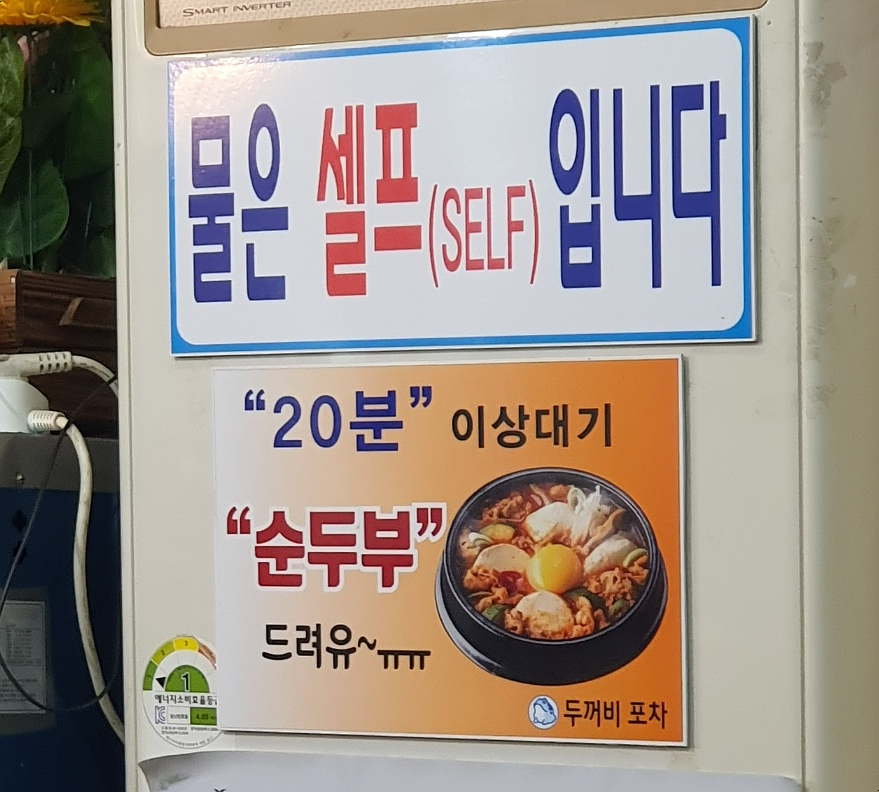 SMART INVERTER
물은 셀프(SELF)입니다
“20분” 이상대기
“순두부”
드려유~ㅠㅠ
두꺼비 포차
1
에너지소비효율등급